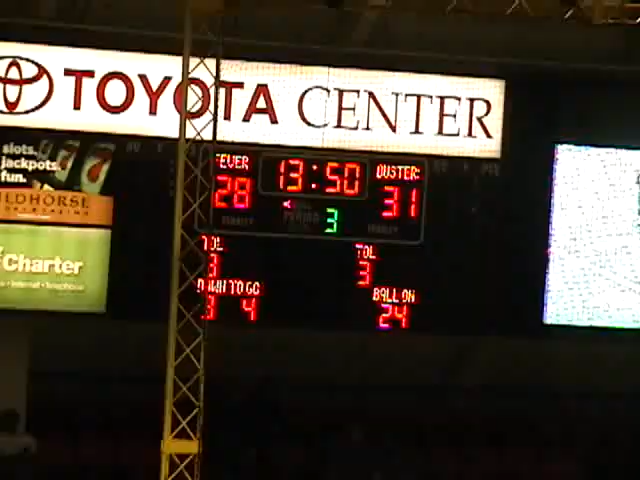 TOYOTA CENTER
slots.
jackpots.
fun.
Charter
FEVER 13:50 DUSTER
28 31
PERIOD 3
TOL TOL
3 3
DOWN TO GO BALL ON
3 4 24